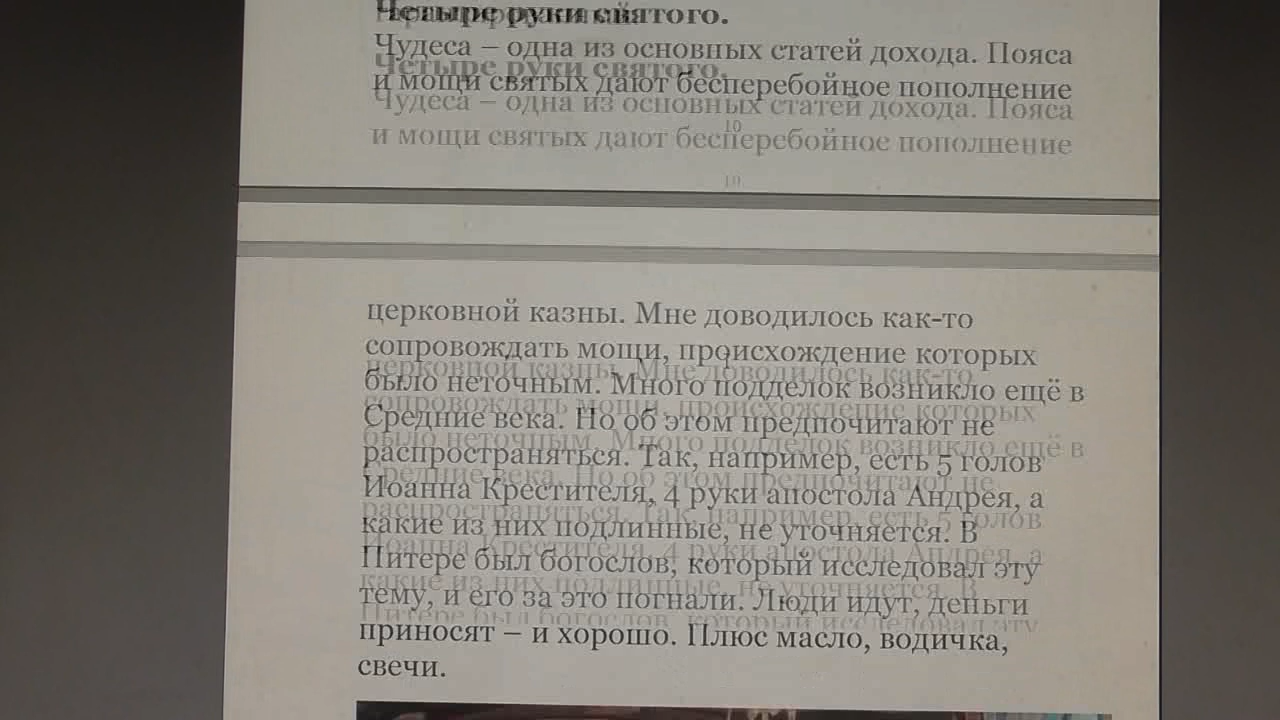 Четыре руки святого.
Чудеса – одна из основных статей дохода. Пояса
и мощи святых дают бесперебойное пополнение
10
церковной казны. Мне доводилось как-то
сопровождать мощи, происхождение которых
было неточным. Много подделок возникло ещё в
Средние века. Но об этом предпочитают не
распространяться. Так, например, есть 5 голов
Иоанна Крестителя, 4 руки апостола Андрея, а
какие из них подлинные, не уточняется. В
Питере был богослов, который исследовал эту
тему, и его за это погнали. Люди идут, деньги
приносят – и хорошо. Плюс масло, водичка,
свечи.